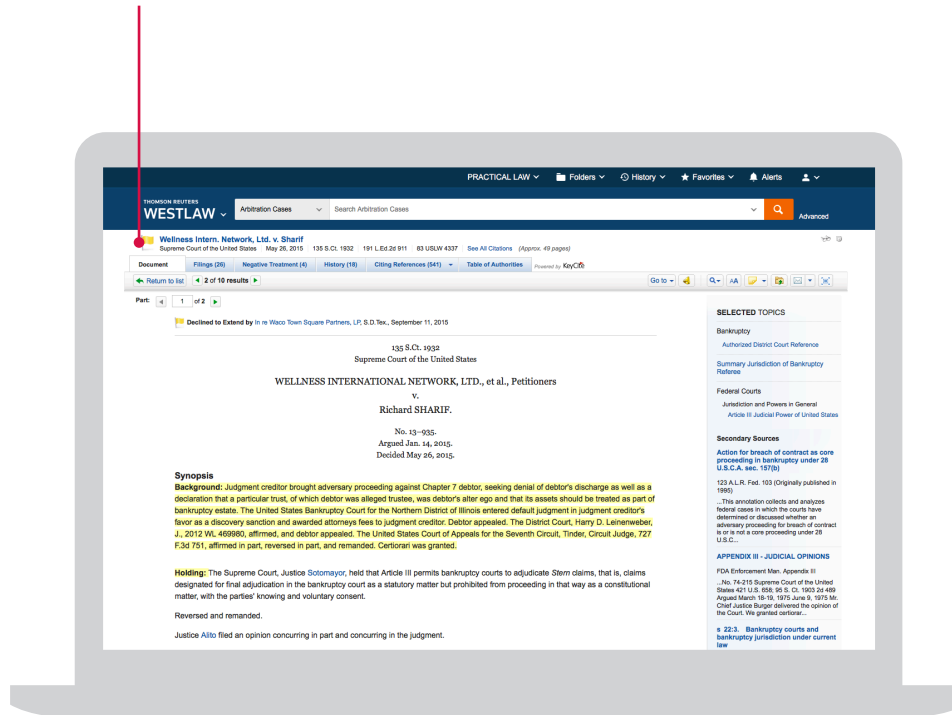 PRACTICAL LAW Folders History Favorites Alerts
THOMSON REUTERS
WESTLAW Arbitration Cases Search Arbitration Cases Advanced
Wellness Intern. Network, Ltd. v. Sharif
Supreme Court of the United States May 26, 2015 135 S.Ct. 1932 191 L.Ed.2d 911 83 USLW 4337 See All Citations (Approx. 49 pages)
Document Filings (26) Negative Treatment (4) History (18) Citing References (541) Table of Authorities Powered by KeyCite
Return to list 2 of 10 results Go to AA
Part: 1 of 2
Declined to Extend by In re Waco Town Square Partners, LP, S.D.Tex., September 11, 2015
135 S.Ct. 1932
Supreme Court of the United States
WELLNESS INTERNATIONAL NETWORK, LTD., et al., Petitioners
v.
Richard SHARIF.
No. 13–935.
Argued Jan. 14, 2015.
Decided May 26, 2015.
Synopsis
Background: Judgment creditor brought adversary proceeding against Chapter 7 debtor, seeking denial of debtor's discharge as well as a
declaration that a particular trust, of which debtor was alleged trustee, was debtor's alter ego and that its assets should be treated as part of
bankruptcy estate. The United States Bankruptcy Court for the Northern District of Illinois entered default judgment in judgment creditor's
favor as a discovery sanction and awarded attorneys fees to judgment creditor. Debtor appealed. The District Court, Harry D. Leinenweber,
J., 2012 WL 469980, affirmed, and debtor appealed. The United States Court of Appeals for the Seventh Circuit, Tinder, Circuit Judge, 727
F.3d 751, affirmed in part, reversed in part, and remanded. Certiorari was granted.
Holding: The Supreme Court, Justice Sotomayor, held that Article III permits bankruptcy courts to adjudicate Stern claims, that is, claims
designated for final adjudication in the bankruptcy court as a statutory matter but prohibited from proceeding in that way as a constitutional
matter, with the parties' knowing and voluntary consent.
Reversed and remanded.
Justice Alito filed an opinion concurring in part and concurring in the judgment.
SELECTED TOPICS
Bankruptcy
Authorized District Court Reference
Summary Jurisdiction of Bankruptcy
Referee
Federal Courts
Jurisdiction and Powers in General
Article III Judicial Power of United States
Secondary Sources
Action for breach of contract as core
proceeding in bankruptcy under 28
U.S.C.A. sec. 157(b)
123 A.L.R. Fed. 103 (Originally published in
1995)
...This annotation collects and analyzes
federal cases in which the courts have
determined or discussed whether an
adversary proceeding for breach of contract
is or is not a core proceeding under 28
U.S.C...
APPENDIX III - JUDICIAL OPINIONS
FDA Enforcement Man. Appendix III
...No. 74-215 Supreme Court of the United
States 421 U.S. 658; 95 S. Ct. 1903 2d 489
Argued March 18-19, 1975 June 9, 1975 Mr.
Chief Justice Burger delivered the opinion of
the Court. We granted certiorar...
s 22:3. Bankruptcy courts and
bankruptcy jurisdiction under current
law